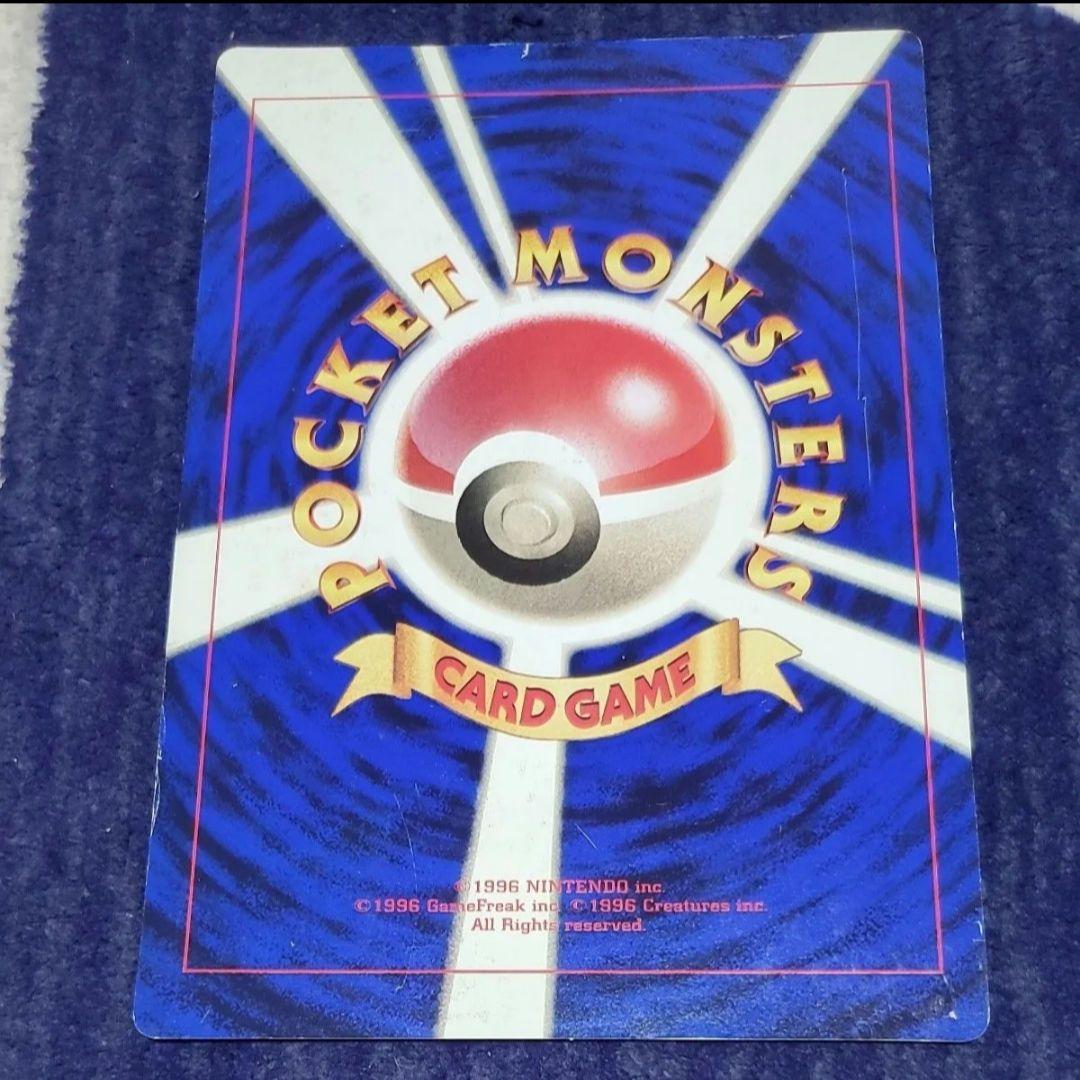 POCKET MONSTERS
CARD GAME
©1996 NINTENDO inc.
©1996 GameFreak inc. ©1996 Creatures inc.
All Rights reserved.